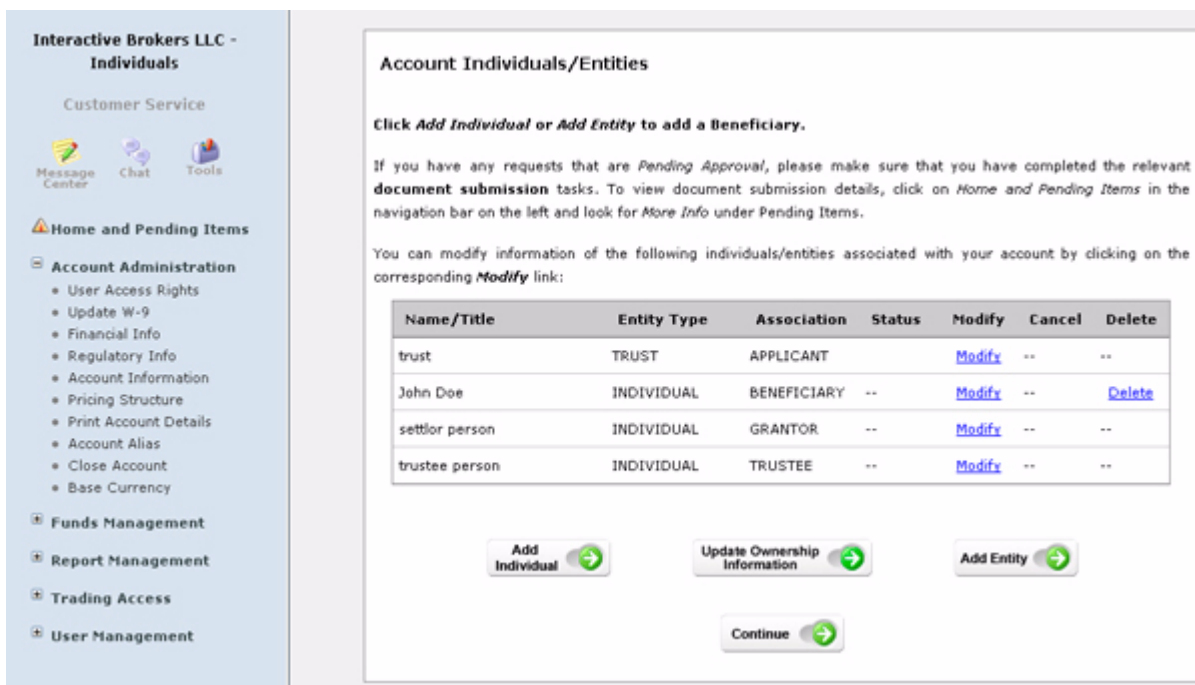 Interactive Brokers LLC -
Individuals
Customer Service
Message
Center
Chat
Tools
Home and Pending Items
Account Administration
User Access Rights
Update W-9
Financial Info
Regulatory Info
Account Information
Pricing Structure
Print Account Details
Account Alias
Close Account
Base Currency
Funds Management
Report Management
Trading Access
User Management
Account Individuals/Entities
Click Add Individual or Add Entity to add a Beneficiary.
If you have any requests that are Pending Approval, please make sure that you have completed the relevant
document submission tasks. To view document submission details, click on Home and Pending Items in the
navigation bar on the left and look for More Info under Pending Items.
You can modify information of the following individuals/entities associated with your account by clicking on the
corresponding Modify link:
Name/Title Entity Type Association Status Modify Cancel Delete
trust TRUST APPLICANT Modify -- --
John Doe INDIVIDUAL BENEFICIARY -- Modify -- Delete
settlor person INDIVIDUAL GRANTOR -- Modify -- --
trustee person INDIVIDUAL TRUSTEE -- Modify -- --
Add
Individual
Update Ownership
Information
Add Entity
Continue